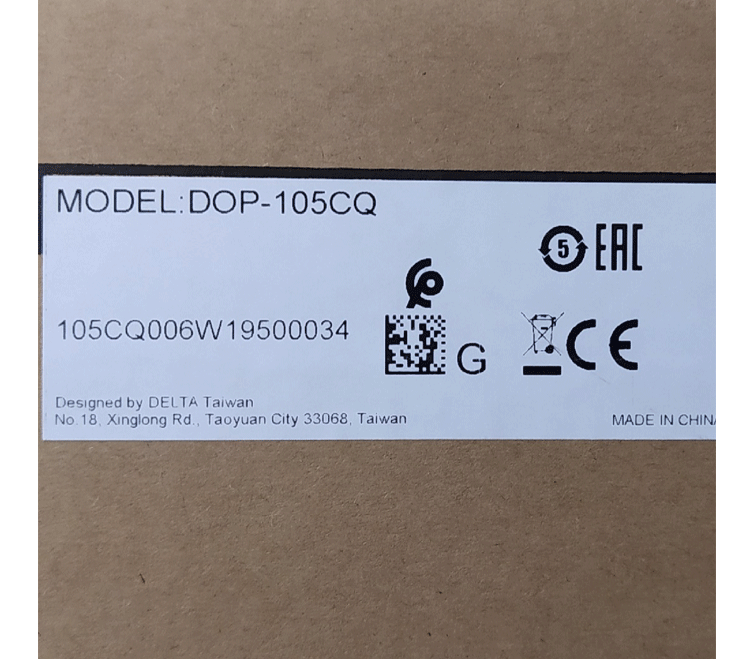 MODEL:DOP-105CQ
5 EAC
105CQ006W19500034
G
CE
Designed by DELTA Taiwan
No.18, Xinglong Rd., Taoyuan City 33068, Taiwan
MADE IN CHINA